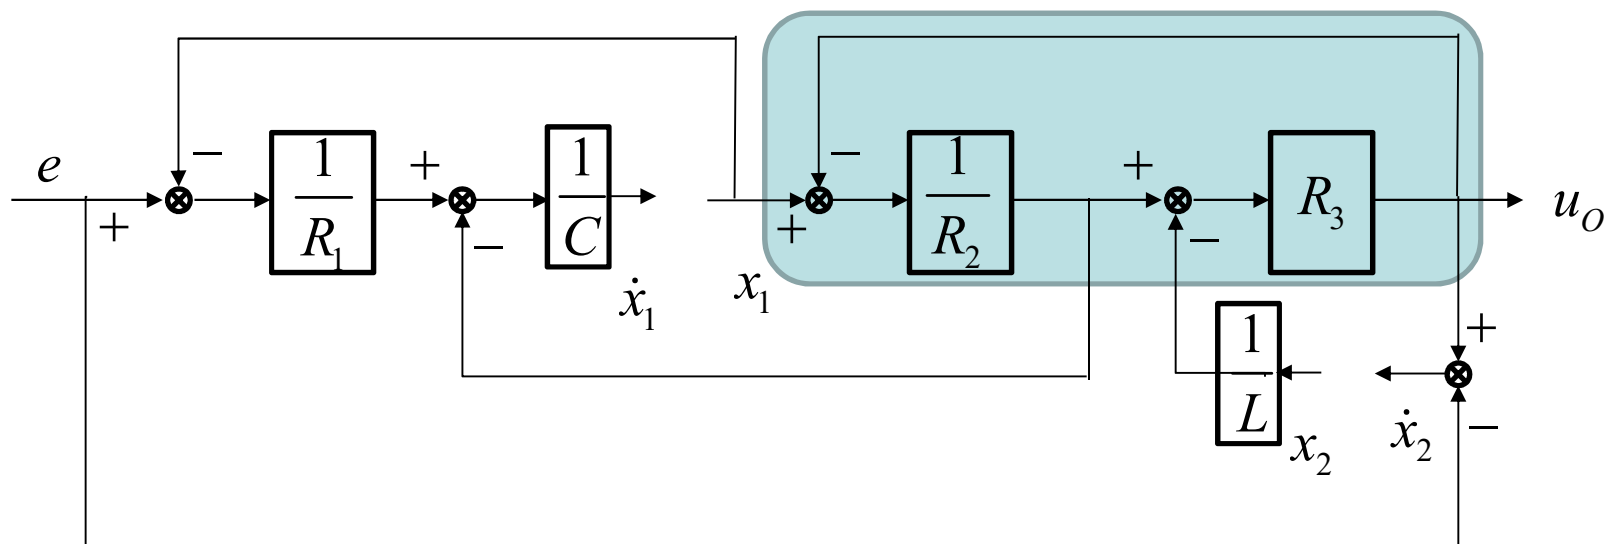 e
+
−
1
R₁
+
−
1
C
ẋ₁
x₁
+
−
1
R₂
+
−
R₃
u_O
1
L
x₂
ẋ₂
+
−